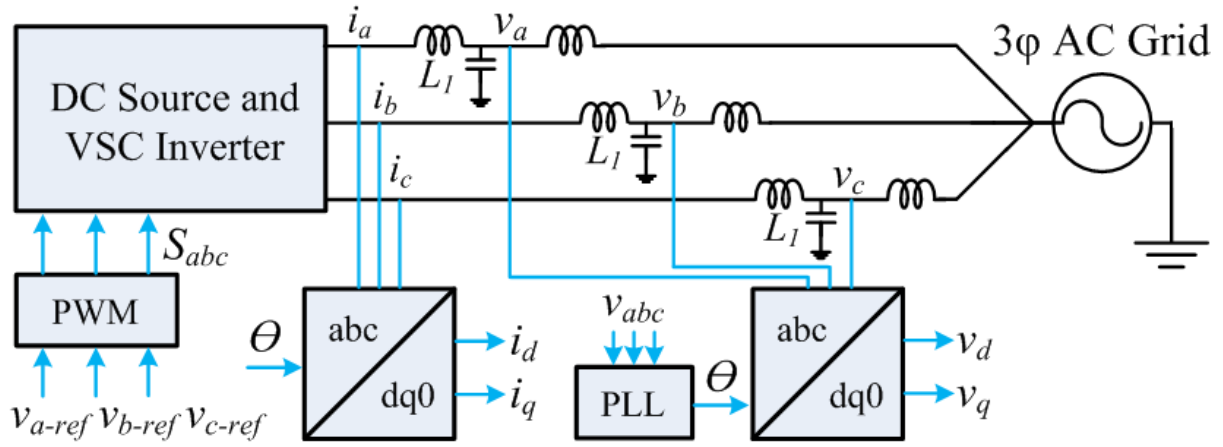 DC Source and
VSC Inverter
i_a
v_a
L_1
i_b
v_b
L_1
i_c
v_c
L_1
3φ AC Grid
S_abc
PWM
v_a-ref v_b-ref v_c-ref
θ
abc
dq0
i_d
i_q
v_abc
PLL
θ
abc
dq0
v_d
v_q